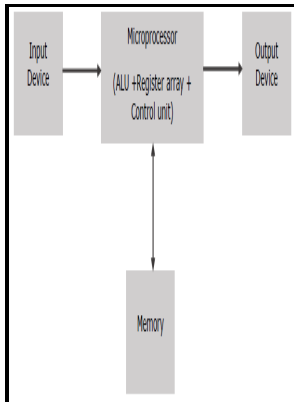 Input
Device
Microprocessor
(ALU +Register array +
Control unit)
Output
Device
Memory